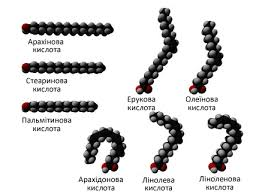 Арахінова
кислота
Стеаринова
кислота
Пальмітинова
кислота
Ерукова
кислота
Олеїнова
кислота
Арахідонова
кислота
Лінолева
кислота
Ліноленова
кислота